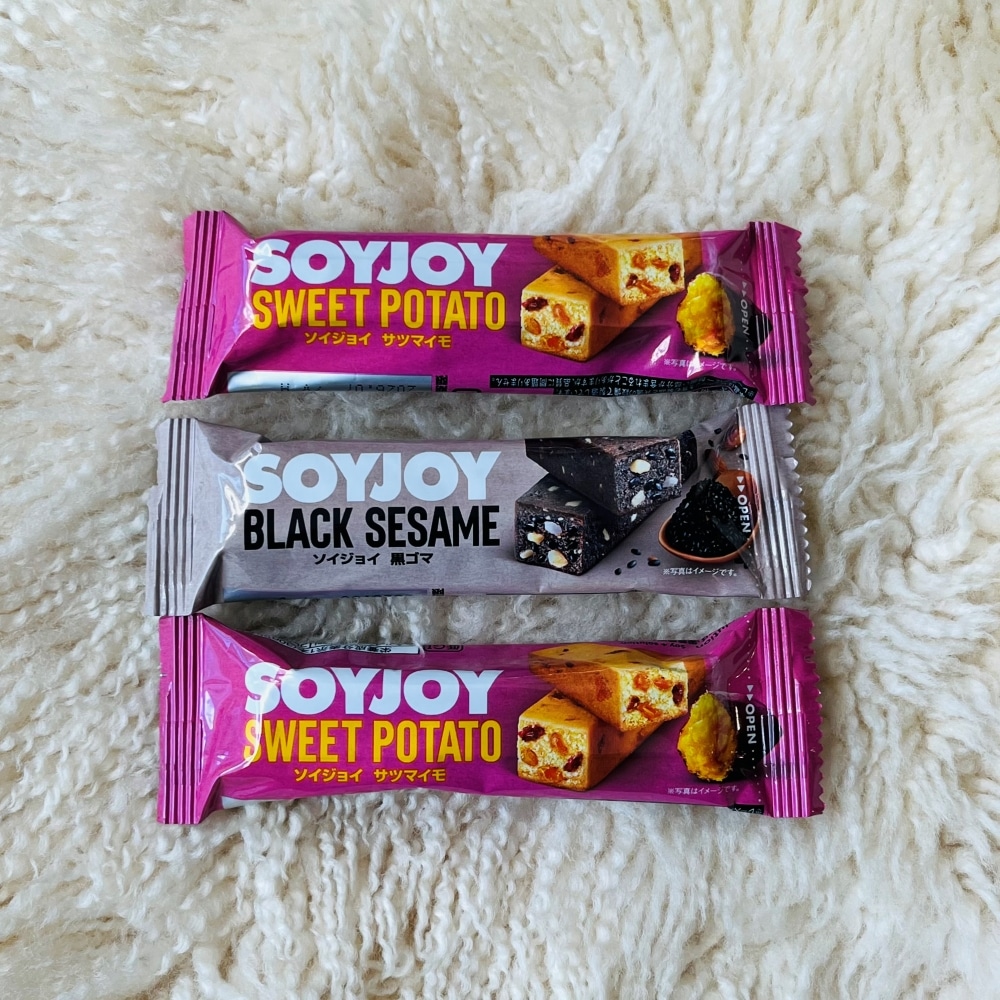 SOYJOY
SWEET POTATO
ソイジョイ サツマイモ
▶▶OPEN
※写真はイメージです。
2026.07
SOYJOY
BLACK SESAME
ソイジョイ 黒ゴマ
▶▶OPEN
※写真はイメージです。
SOYJOY
SWEET POTATO
ソイジョイ サツマイモ
▶▶OPEN
※写真はイメージです。